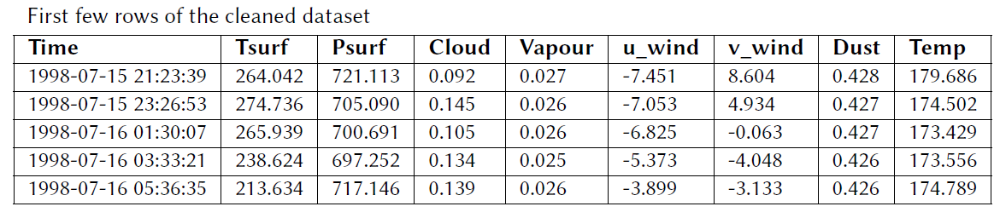 First few rows of the cleaned dataset
Time Tsurf Psurf Cloud Vapour u_wind v_wind Dust Temp
1998-07-15 21:23:39 264.042 721.113 0.092 0.027 -7.451 8.604 0.428 179.686
1998-07-15 23:26:53 274.736 705.090 0.145 0.026 -7.053 4.934 0.427 174.502
1998-07-16 01:30:07 265.939 700.691 0.105 0.026 -6.825 -0.063 0.427 173.429
1998-07-16 03:33:21 238.624 697.252 0.134 0.025 -5.373 -4.048 0.426 173.556
1998-07-16 05:36:35 213.634 717.146 0.139 0.026 -3.899 -3.133 0.426 174.789